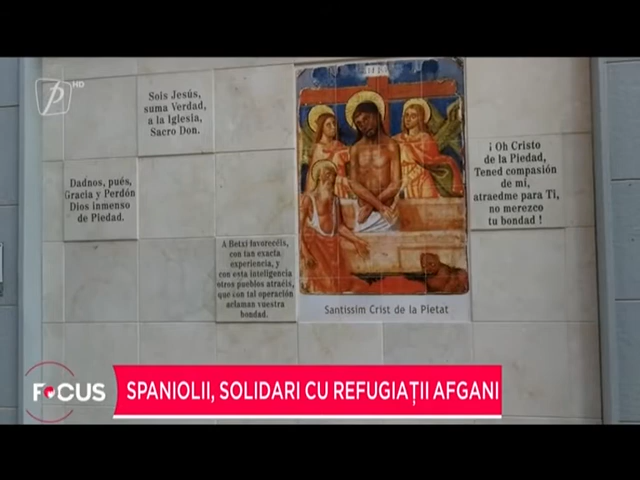 P HD
Sois Jesús,
suma Verdad,
a la Iglesia,
Sacro Don.
Dadnos, pués,
Gracia y Perdón
Dios inmenso
de Piedad.
A Betxí favorecéis,
con tan exacta
experiencia, y
con esta inteligencia
otros pueblos atraéis,
que con tal operación
aclaman vuestra
bondad.
Santíssim Crist de la Pietat
¡ Oh Cristo
de la Piedad,
Tened compasión
de mí,
atraedme para Ti,
no merezco
tu bondad !
FOCUS
SPANIOLII, SOLIDARI CU REFUGIAȚII AFGANI